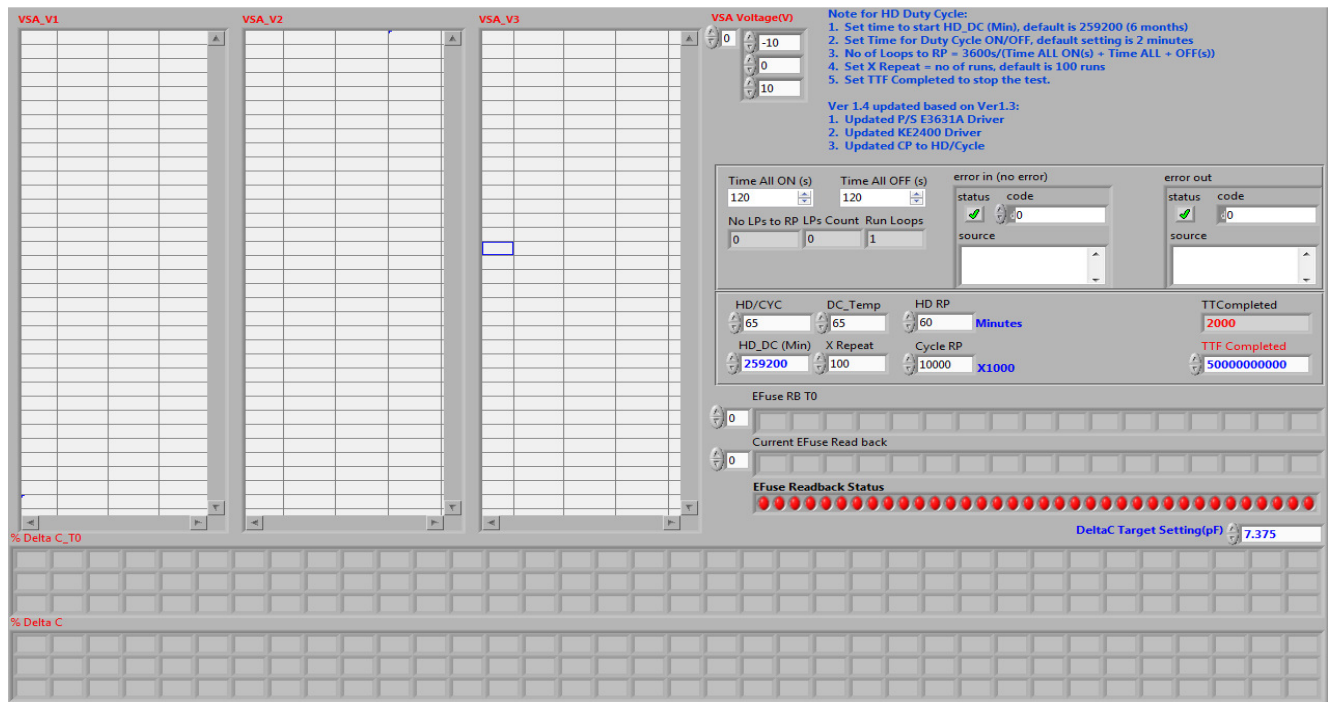 VSA_V1
VSA_V2
VSA_V3
VSA Voltage(V)
0
-10
0
10
Note for HD Duty Cycle:
1. Set time to start HD_DC (Min), default is 259200 (6 months)
2. Set Time for Duty Cycle ON/OFF, default setting is 2 minutes
3. No of Loops to RP = 3600s/(Time ALL ON(s) + Time ALL + OFF(s))
4. Set X Repeat = no of runs, default is 100 runs
5. Set TTF Completed to stop the test.
Ver 1.4 updated based on Ver1.3:
1. Updated P/S E3631A Driver
2. Updated KE2400 Driver
3. Updated CP to HD/Cycle
Time All ON (s) Time All OFF (s)
120 120
No LPs to RP LPs Count Run Loops
0 0 1
error in (no error)
status code
0
source
error out
status code
0
source
HD/CYC DC_Temp HD RP TTCompleted
65 65 60 Minutes 2000
HD_DC (Min) X Repeat Cycle RP TTF Completed
259200 100 10000 X1000 50000000000
EFuse RB T0
0
Current EFuse Read back
0
EFuse Readback Status
DeltaC Target Setting(pF) 7.375
% Delta C_T0
% Delta C